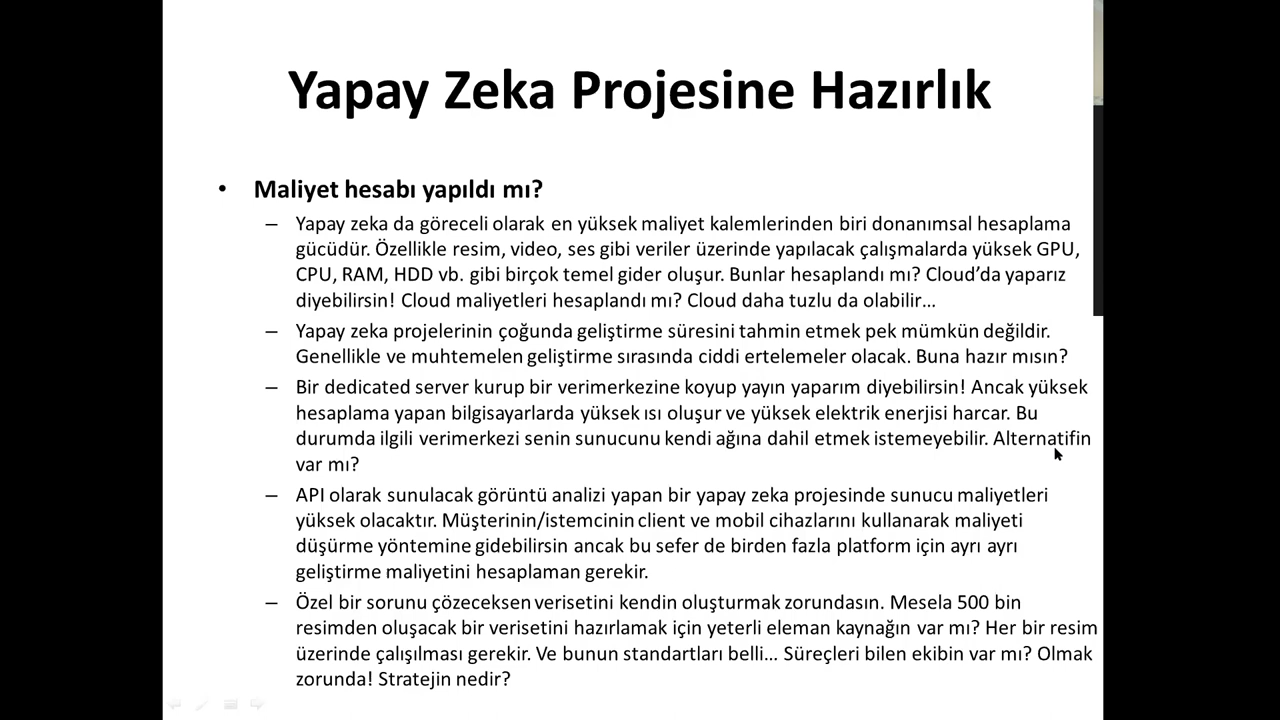 Yapay Zeka Projesine Hazırlık
• Maliyet hesabı yapıldı mı?
– Yapay zeka da göreceli olarak en yüksek maliyet kalemlerinden biri donanımsal hesaplama
gücüdür. Özellikle resim, video, ses gibi veriler üzerinde yapılacak çalışmalarda yüksek GPU,
CPU, RAM, HDD vb. gibi birçok temel gider oluşur. Bunlar hesaplandı mı? Cloud’da yaparız
diyebilirsin! Cloud maliyetleri hesaplandı mı? Cloud daha tuzlu da olabilir…
– Yapay zeka projelerinin çoğunda geliştirme süresini tahmin etmek pek mümkün değildir.
Genellikle ve muhtemelen geliştirme sırasında ciddi ertelemeler olacak. Buna hazır mısın?
– Bir dedicated server kurup bir verimerkezine koyup yayın yaparım diyebilirsin! Ancak yüksek
hesaplama yapan bilgisayarlarda yüksek ısı oluşur ve yüksek elektrik enerjisi harcar. Bu
durumda ilgili verimerkezi senin sunucunu kendi ağına dahil etmek istemeyebilir. Alternatifin
var mı?
– API olarak sunulacak görüntü analizi yapan bir yapay zeka projesinde sunucu maliyetleri
yüksek olacaktır. Müşterinin/istemcinin client ve mobil cihazlarını kullanarak maliyeti
düşürme yöntemine gidebilirsin ancak bu sefer de birden fazla platform için ayrı ayrı
geliştirme maliyetini hesaplaman gerekir.
– Özel bir sorunu çözeceksen verisetini kendin oluşturmak zorundasın. Mesela 500 bin
resimden oluşacak bir verisetini hazırlamak için yeterli eleman kaynağın var mı? Her bir resim
üzerinde çalışılması gerekir. Ve bunun standartları belli… Süreçleri bilen ekibin var mı? Olmak
zorunda! Stratejin nedir?